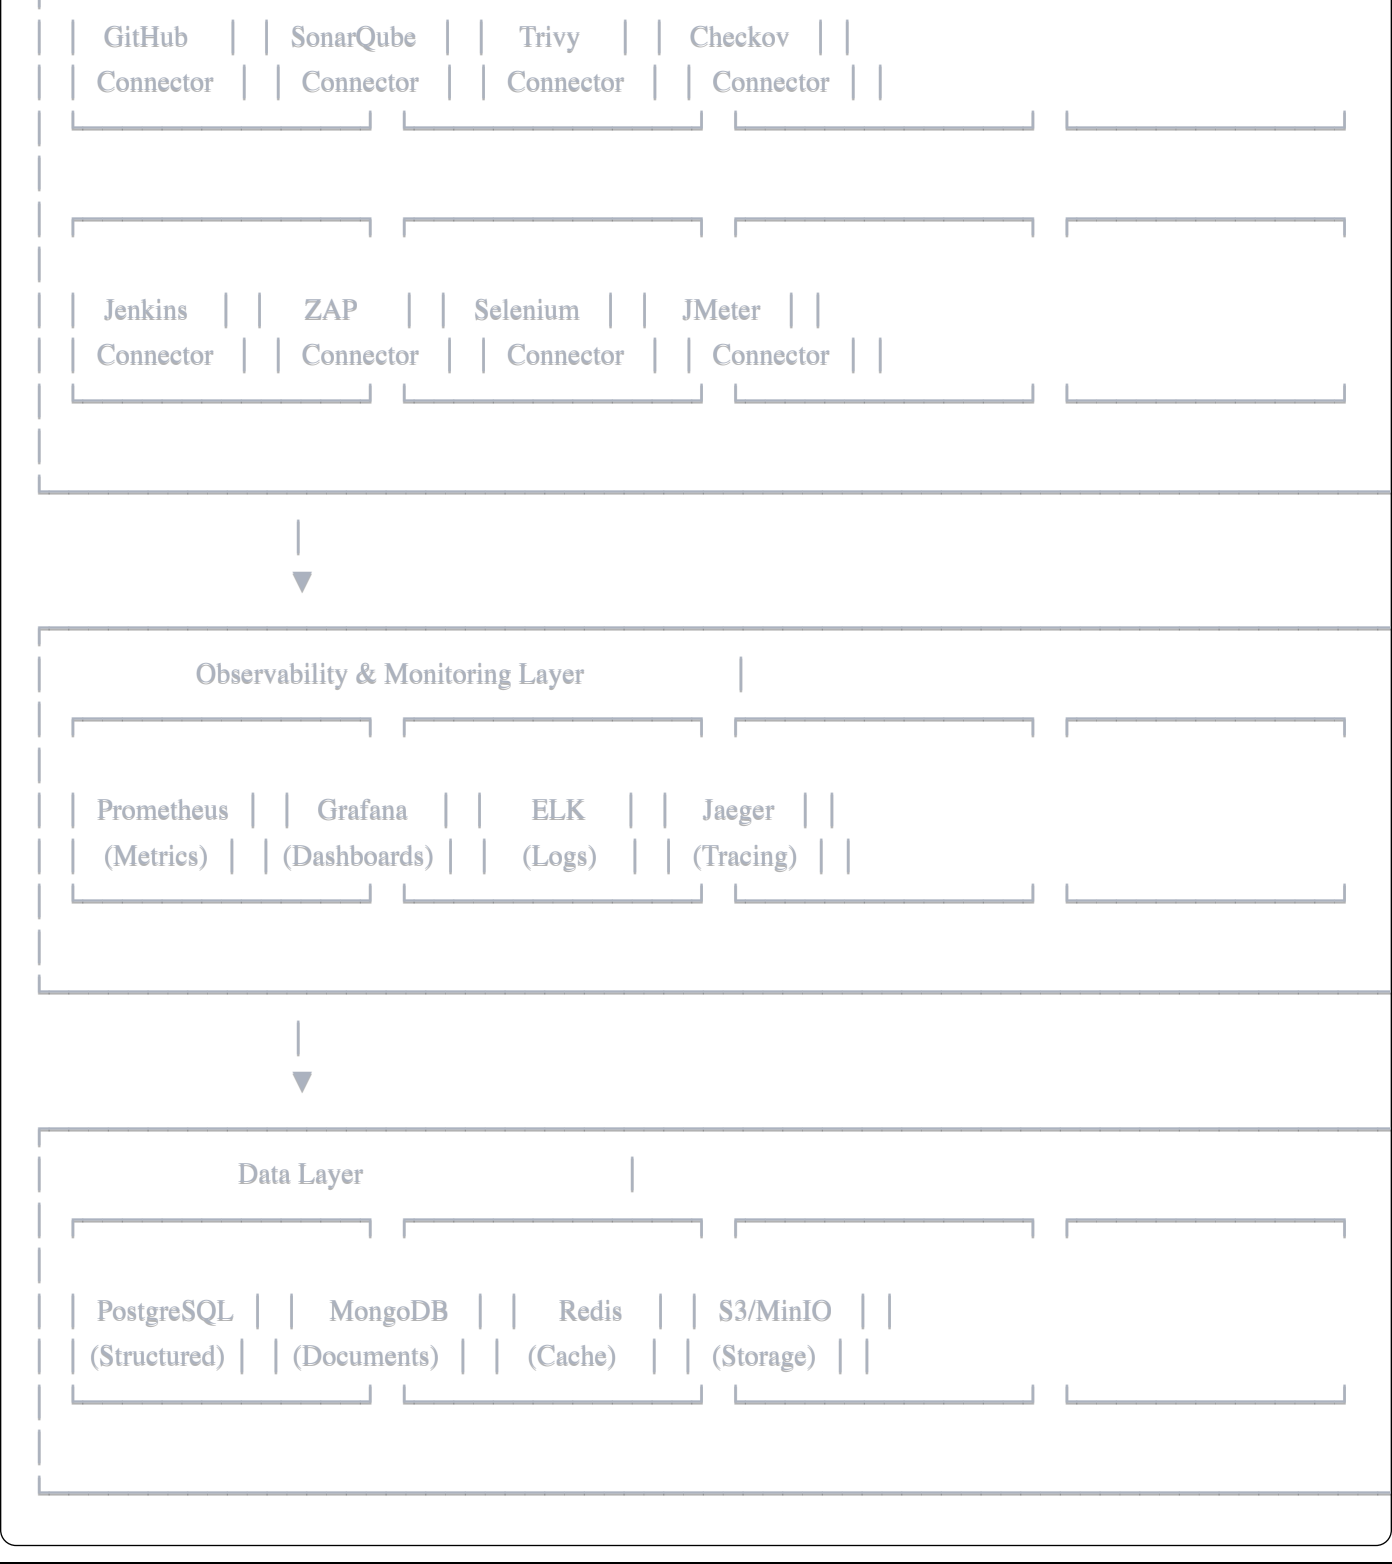 GitHub SonarQube Trivy Checkov
Connector Connector Connector Connector
Jenkins ZAP Selenium JMeter
Connector Connector Connector Connector
Observability & Monitoring Layer
Prometheus Grafana ELK Jaeger
(Metrics) (Dashboards) (Logs) (Tracing)
Data Layer
PostgreSQL MongoDB Redis S3/MinIO
(Structured) (Documents) (Cache) (Storage)